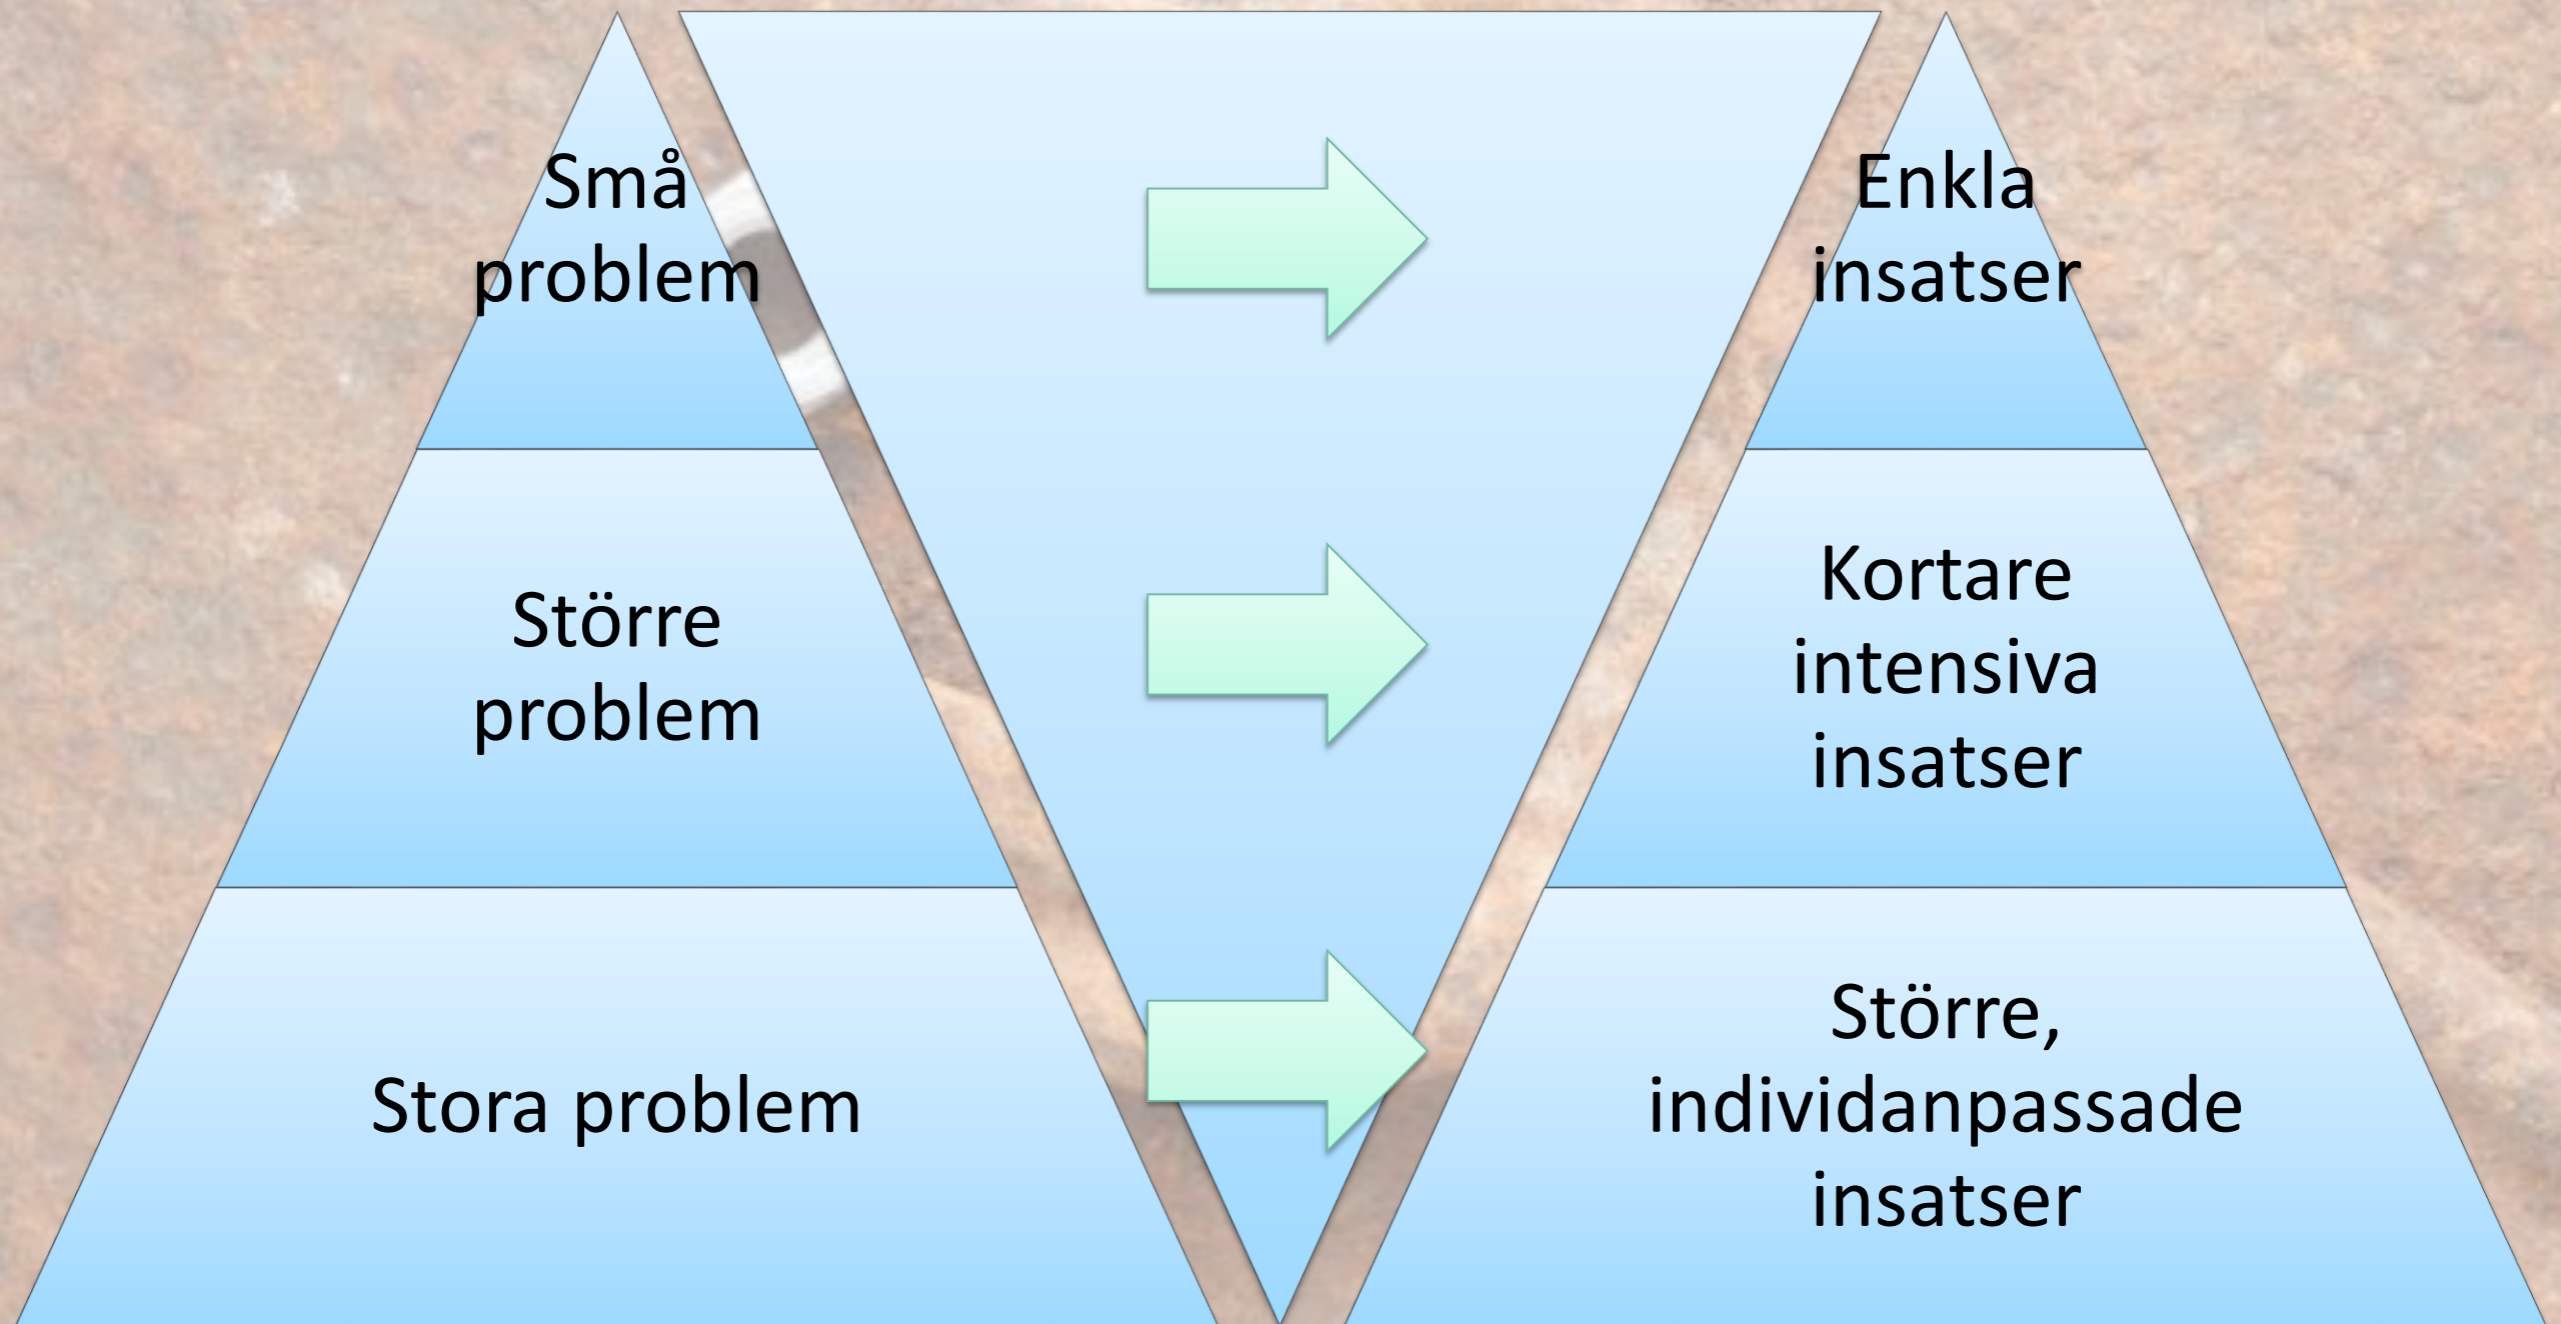 Små
problem
Större
problem
Stora problem
Enkla
insatser
Kortare
intensiva
insatser
Större,
individanpassade
insatser